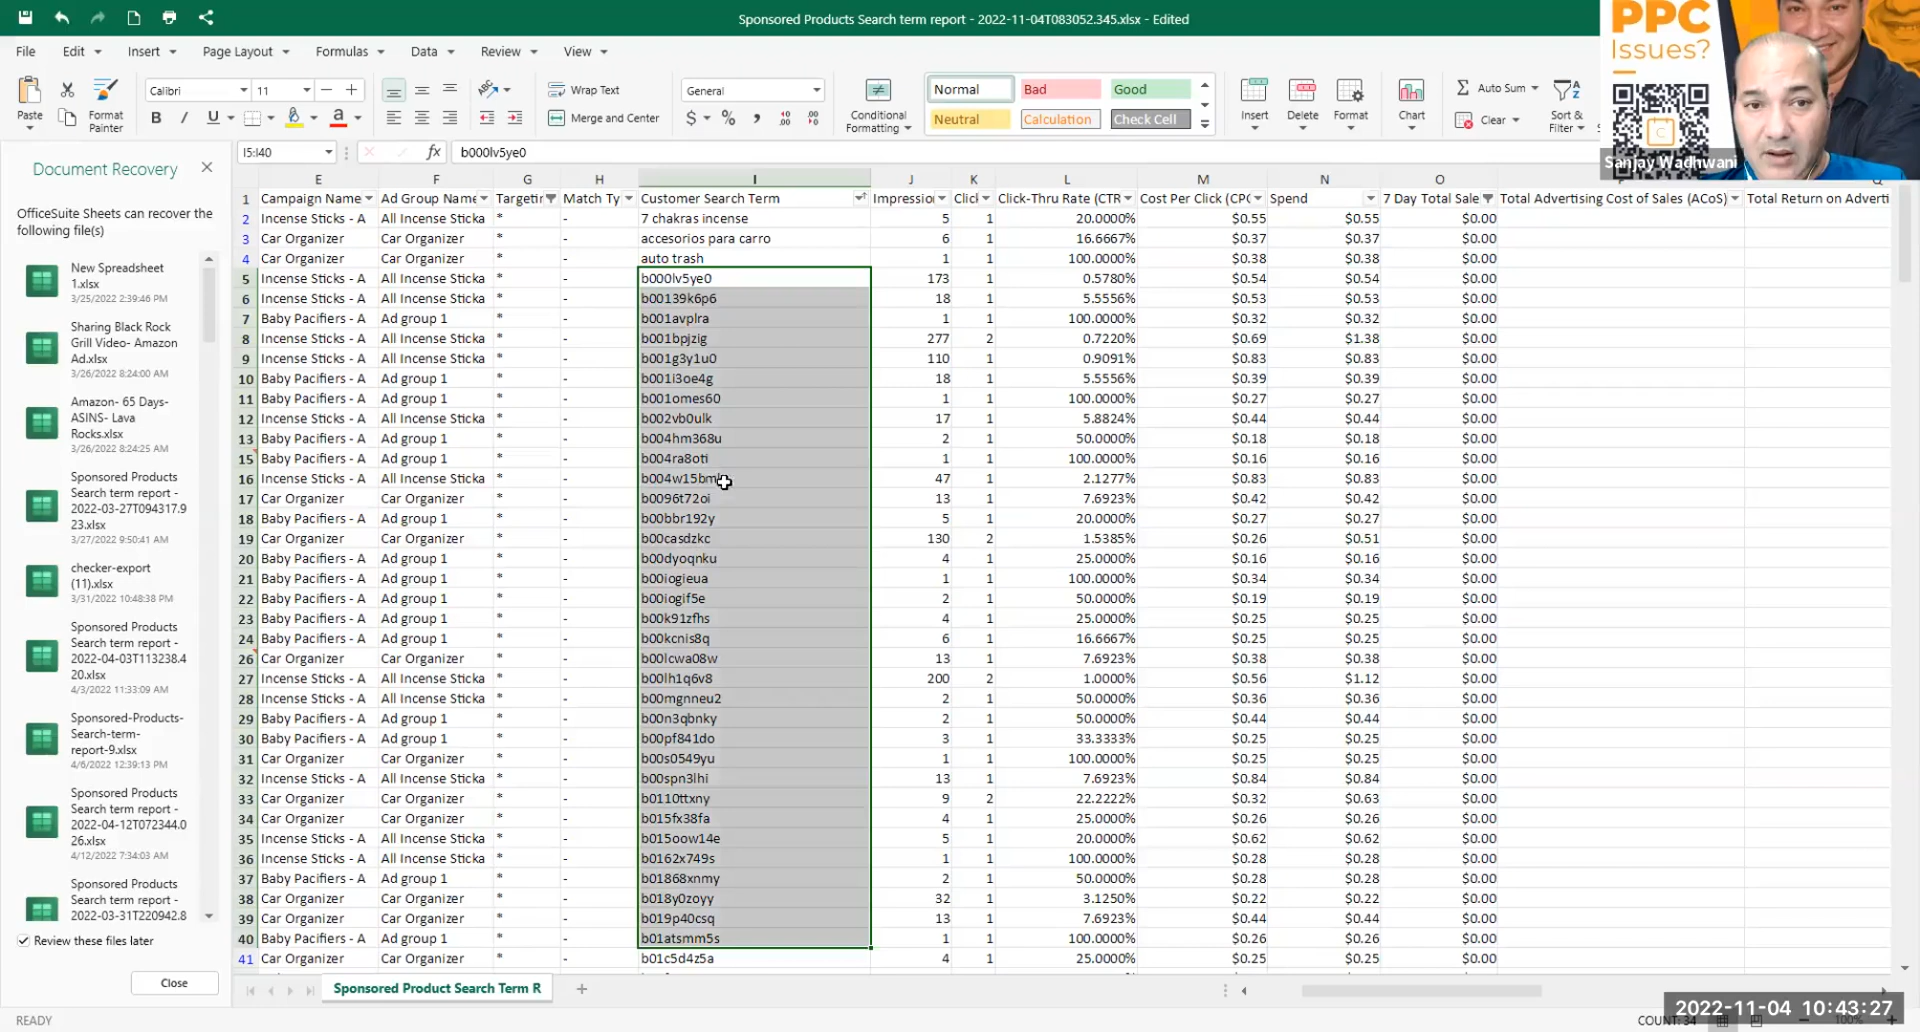 Sponsored Products Search term report - 2022-11-04T083052.345.xlsx - Edited
PPC
Issues?
Sanjay Wadhwani
File Edit Insert Page Layout Formulas Data Review View
Paste Format Painter Calibri 11 Wrap Text Merge and Center General Conditional Formatting Normal Bad Good Neutral Calculation Check Cell Insert Delete Format Chart Auto Sum Clear Sort & Filter
I5:I40 fx b000lv5ye0
Document Recovery
OfficeSuite Sheets can recover the
following file(s)
New Spreadsheet
1.xlsx
3/25/2022 2:39:46 PM
Sharing Black Rock
Grill Video- Amazon
Ad.xlsx
3/26/2022 8:24:00 AM
Amazon- 65 Days-
ASINS- Lava
Rocks.xlsx
3/26/2022 8:24:25 AM
Sponsored Products
Search term report -
2022-03-27T094317.9
23.xlsx
3/27/2022 9:50:41 AM
checker-export
(11).xlsx
3/31/2022 10:48:38 PM
Sponsored Products
Search term report -
2022-04-03T113238.4
20.xlsx
4/3/2022 11:33:09 AM
Sponsored-Products-
Search-term-
report-9.xlsx
4/6/2022 12:39:13 PM
Sponsored Products
Search term report -
2022-04-12T072344.0
26.xlsx
4/12/2022 7:34:03 AM
Sponsored Products
Search term report -
2022-03-31T220942.8
Review these files later
Close
E F G H I J K L M N O
1 Campaign Name Ad Group Name Targetin Match Ty Customer Search Term Impression Click Click-Thru Rate (CTR Cost Per Click (CPC Spend 7 Day Total Sale Total Advertising Cost of Sales (ACoS) Total Return on Adverti
2 Incense Sticks - A All Incense Sticka * - 7 chakras incense 5 1 20.0000% $0.55 $0.55 $0.00
3 Car Organizer Car Organizer * - accesorios para carro 6 1 16.6667% $0.37 $0.37 $0.00
4 Car Organizer Car Organizer * - auto trash 1 1 100.0000% $0.38 $0.38 $0.00
5 Incense Sticks - A All Incense Sticka * - b000lv5ye0 173 1 0.5780% $0.54 $0.54 $0.00
6 Incense Sticks - A All Incense Sticka * - b00139k6p6 18 1 5.5556% $0.53 $0.53 $0.00
7 Baby Pacifiers - A Ad group 1 * - b001avplra 1 1 100.0000% $0.32 $0.32 $0.00
8 Incense Sticks - A All Incense Sticka * - b001bpjzig 277 2 0.7220% $0.69 $1.38 $0.00
9 Incense Sticks - A All Incense Sticka * - b001g3y1u0 110 1 0.9091% $0.83 $0.83 $0.00
10 Baby Pacifiers - A Ad group 1 * - b001i3oe4g 18 1 5.5556% $0.39 $0.39 $0.00
11 Baby Pacifiers - A Ad group 1 * - b001omes60 1 1 100.0000% $0.27 $0.27 $0.00
12 Incense Sticks - A All Incense Sticka * - b002vb0ulk 17 1 5.8824% $0.44 $0.44 $0.00
13 Baby Pacifiers - A Ad group 1 * - b004hm368u 2 1 50.0000% $0.18 $0.18 $0.00
15 Baby Pacifiers - A Ad group 1 * - b004ra8oti 1 1 100.0000% $0.16 $0.16 $0.00
16 Incense Sticks - A All Incense Sticka * - 47 1 2.1277% $0.83 $0.83 $0.00
17 Car Organizer Car Organizer * - b0096t72oi 13 1 7.6923% $0.42 $0.42 $0.00
18 Baby Pacifiers - A Ad group 1 * - b00bbr192y 5 1 20.0000% $0.27 $0.27 $0.00
19 Car Organizer Car Organizer * - b00casdzkc 130 2 1.5385% $0.26 $0.51 $0.00
20 Baby Pacifiers - A Ad group 1 * - b00dyoqnku 4 1 25.0000% $0.16 $0.16 $0.00
21 Baby Pacifiers - A Ad group 1 * - b00iogieua 1 1 100.0000% $0.34 $0.34 $0.00
22 Baby Pacifiers - A Ad group 1 * - b00iogif5e 2 1 50.0000% $0.19 $0.19 $0.00
23 Baby Pacifiers - A Ad group 1 * - b00k91zfhs 4 1 25.0000% $0.25 $0.25 $0.00
24 Baby Pacifiers - A Ad group 1 * - b00kcnis8q 6 1 16.6667% $0.25 $0.25 $0.00
26 Car Organizer Car Organizer * - b00lcwa08w 13 1 7.6923% $0.38 $0.38 $0.00
27 Incense Sticks - A All Incense Sticka * - b00lh1q6v8 200 2 1.0000% $0.56 $1.12 $0.00
28 Incense Sticks - A All Incense Sticka * - b00mgnneu2 2 1 50.0000% $0.36 $0.36 $0.00
29 Baby Pacifiers - A Ad group 1 * - b00n3qbnky 2 1 50.0000% $0.44 $0.44 $0.00
30 Baby Pacifiers - A Ad group 1 * - b00pf841do 3 1 33.3333% $0.25 $0.25 $0.00
31 Car Organizer Car Organizer * - b00s0549yu 1 1 100.0000% $0.25 $0.25 $0.00
32 Incense Sticks - A All Incense Sticka * - b00spn3lhi 13 1 7.6923% $0.84 $0.84 $0.00
33 Car Organizer Car Organizer * - b0110ttxny 9 2 22.2222% $0.32 $0.63 $0.00
34 Car Organizer Car Organizer * - b015fx38fa 4 1 25.0000% $0.26 $0.26 $0.00
35 Incense Sticks - A All Incense Sticka * - b015oow14e 5 1 20.0000% $0.62 $0.62 $0.00
36 Incense Sticks - A All Incense Sticka * - b0162x749s 1 1 100.0000% $0.28 $0.28 $0.00
37 Baby Pacifiers - A Ad group 1 * - b01868xnmy 2 1 50.0000% $0.28 $0.28 $0.00
38 Car Organizer Car Organizer * - b018y0zoyy 32 1 3.1250% $0.22 $0.22 $0.00
39 Car Organizer Car Organizer * - b019p40csq 13 1 7.6923% $0.44 $0.44 $0.00
40 Baby Pacifiers - A Ad group 1 * - b01atsmm5s 1 1 100.0000% $0.26 $0.26 $0.00
41 Car Organizer Car Organizer * - b01c5d4z5a 4 1 25.0000% $0.25 $0.25 $0.00
Sponsored Product Search Term R
READY
2022-11-04 10:43:27
COUNT: 34